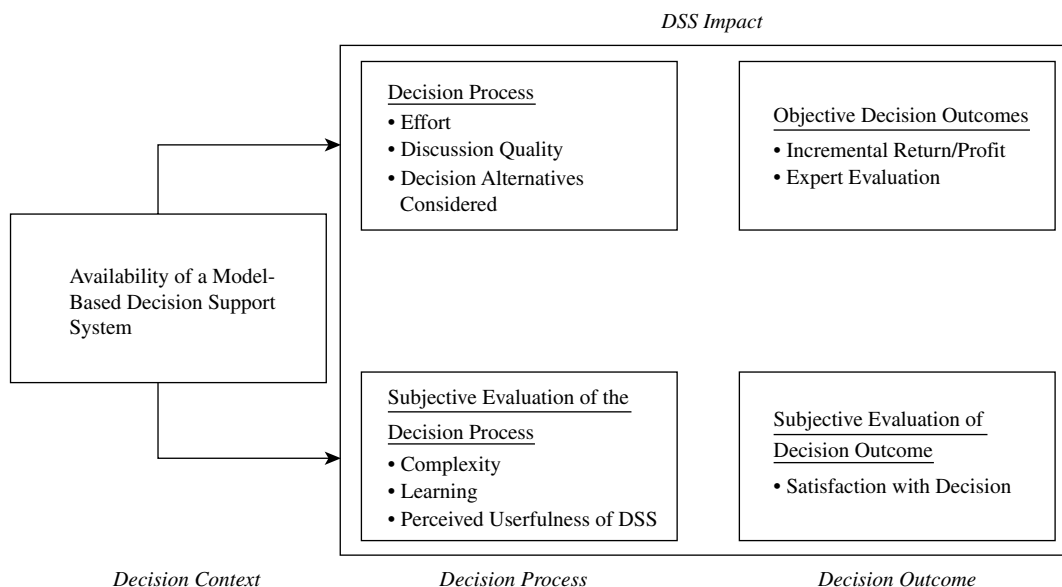 DSS Impact
Decision Process
• Effort
• Discussion Quality
• Decision Alternatives
Considered
Objective Decision Outcomes
• Incremental Return/Profit
• Expert Evaluation
Availability of a Model-
Based Decision Support
System
Subjective Evaluation of the
Decision Process
• Complexity
• Learning
• Perceived Userfulness of DSS
Subjective Evaluation of
Decision Outcome
• Satisfaction with Decision
Decision Context
Decision Process
Decision Outcome